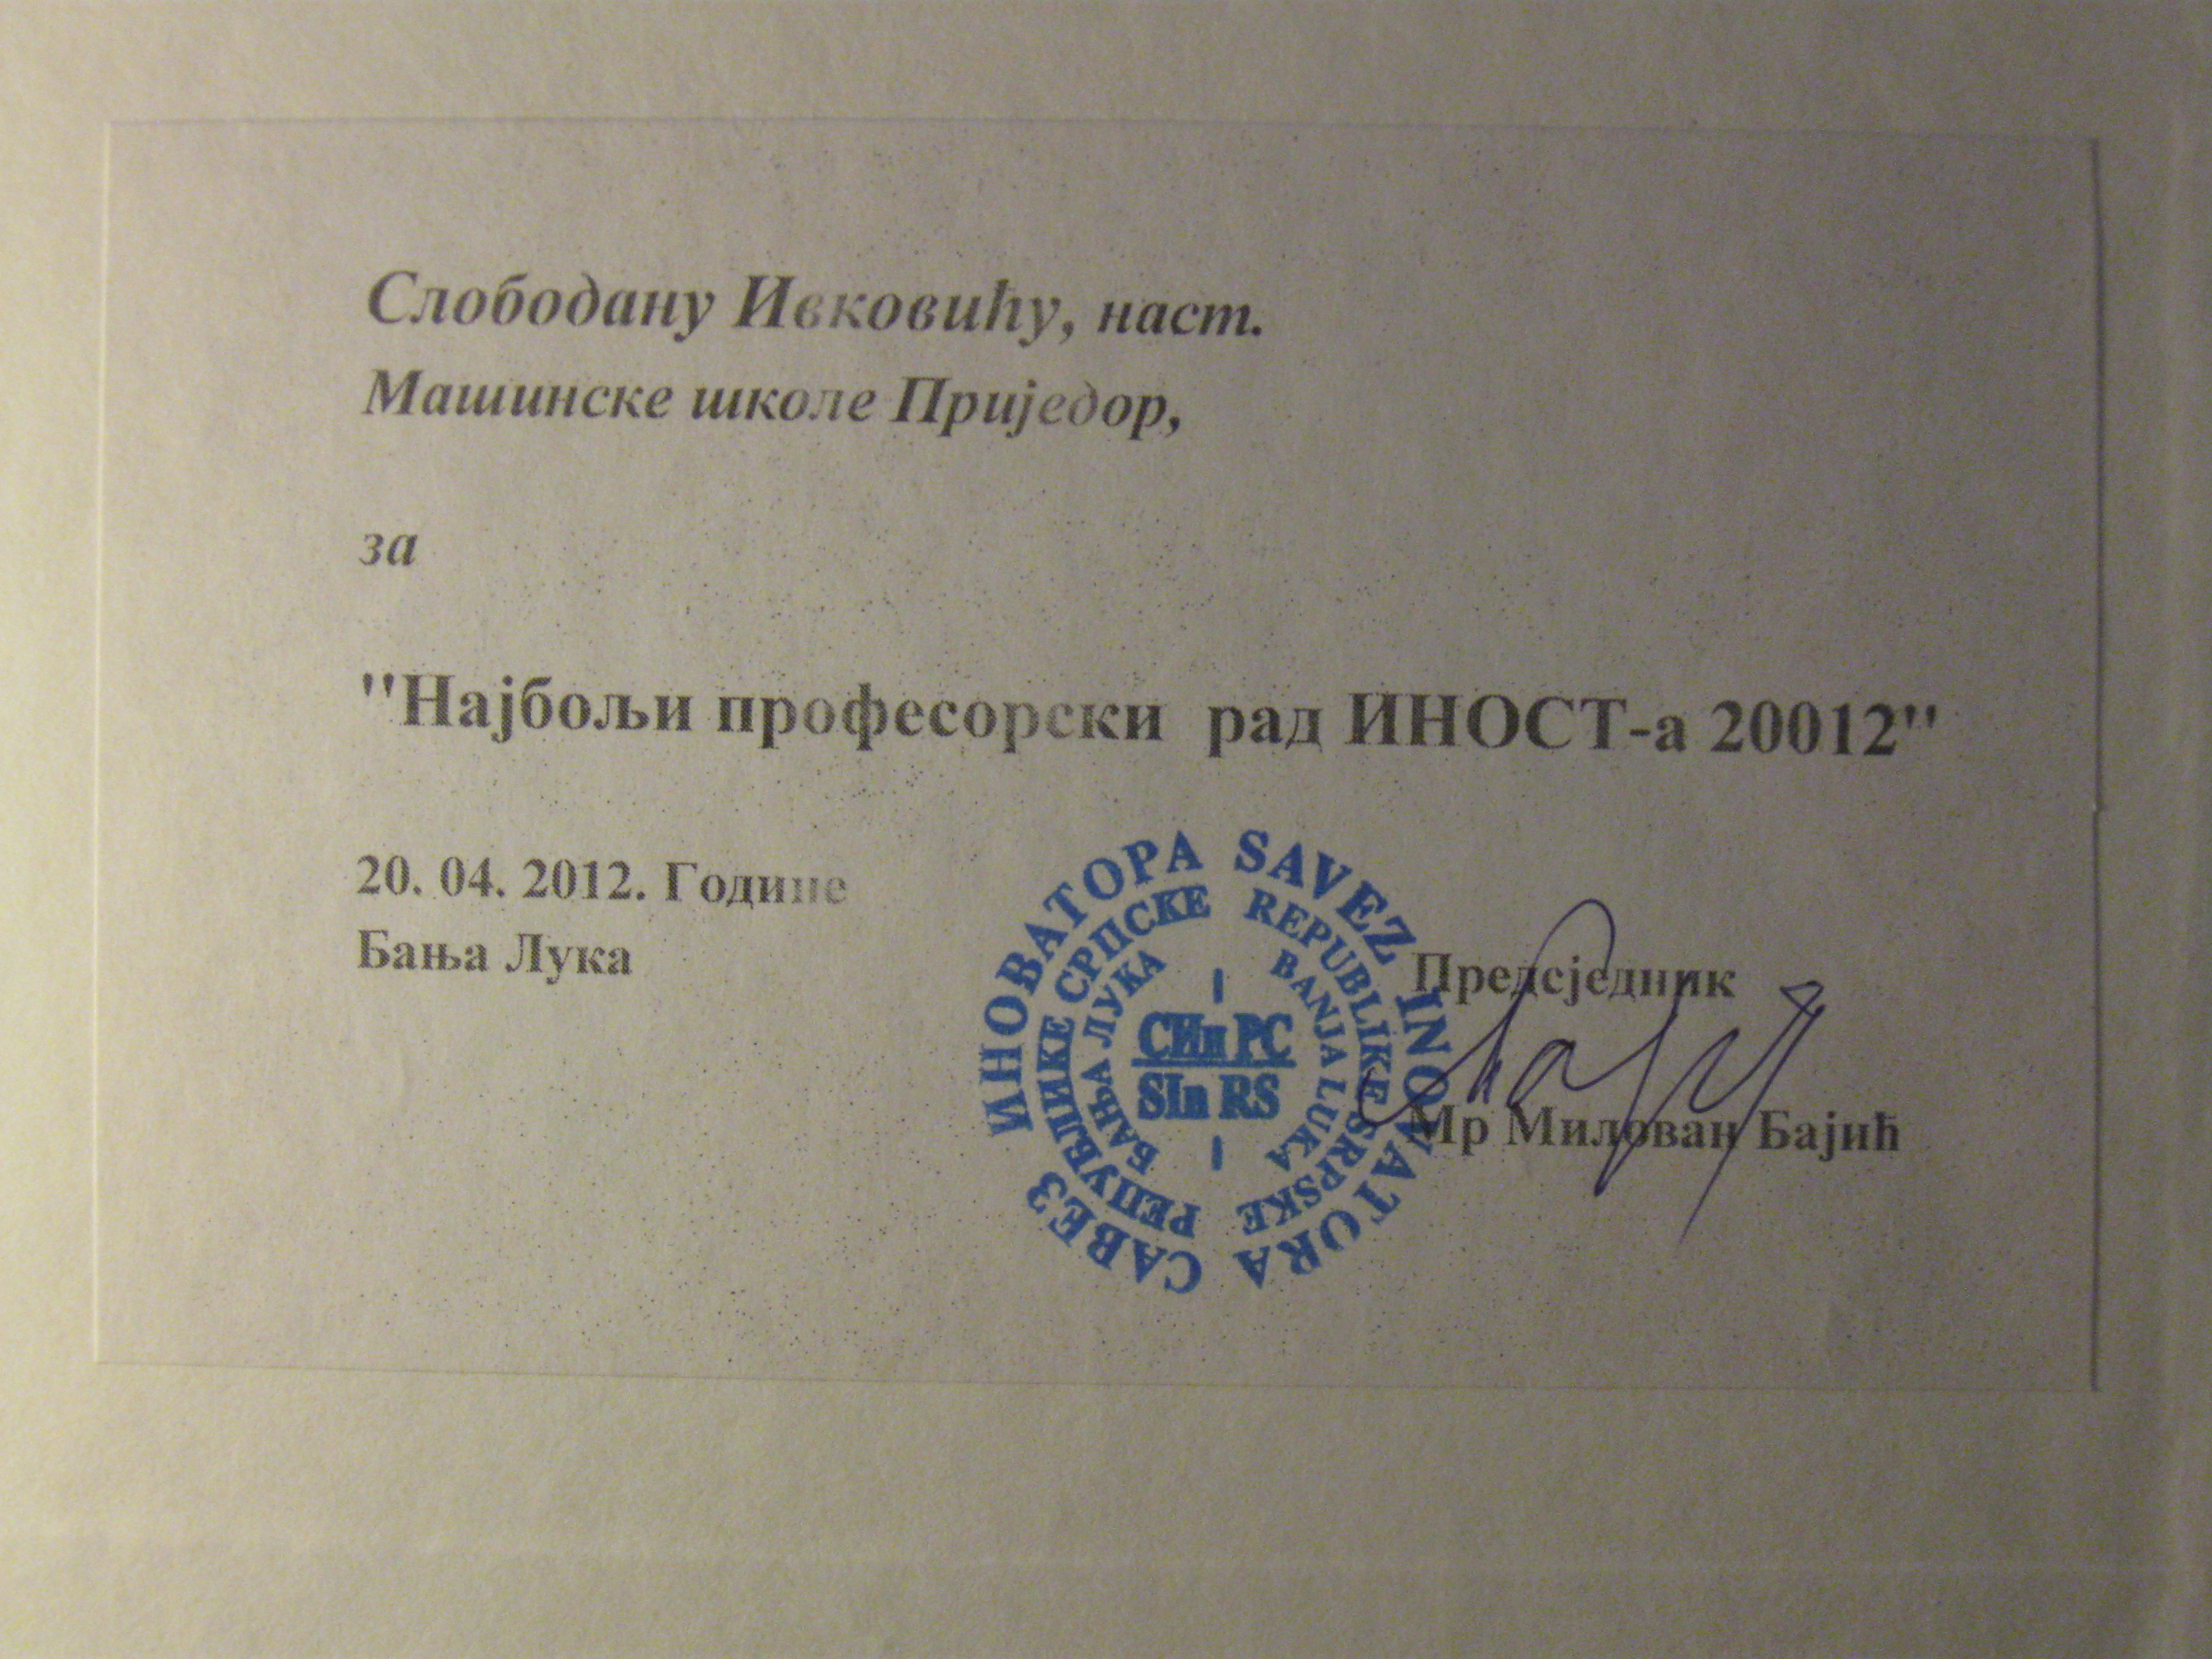 Слободану Ивковићу, наст.
Машинске школе Приједор,
за
"Најбољи професорски рад ИНОСТ-а 20012"
20. 04. 2012. Године
Бања Лука
САВЕЗ ИНОВАТОРА
SAVEZ INOVATORA
РЕПУБЛИКЕ СРПСКЕ
REPUBLIKE SRPSKE
БАЊА ЛУКА
BANJA LUKA
СИн РС
SIn RS
Предсједник
Мр Милован Бајић